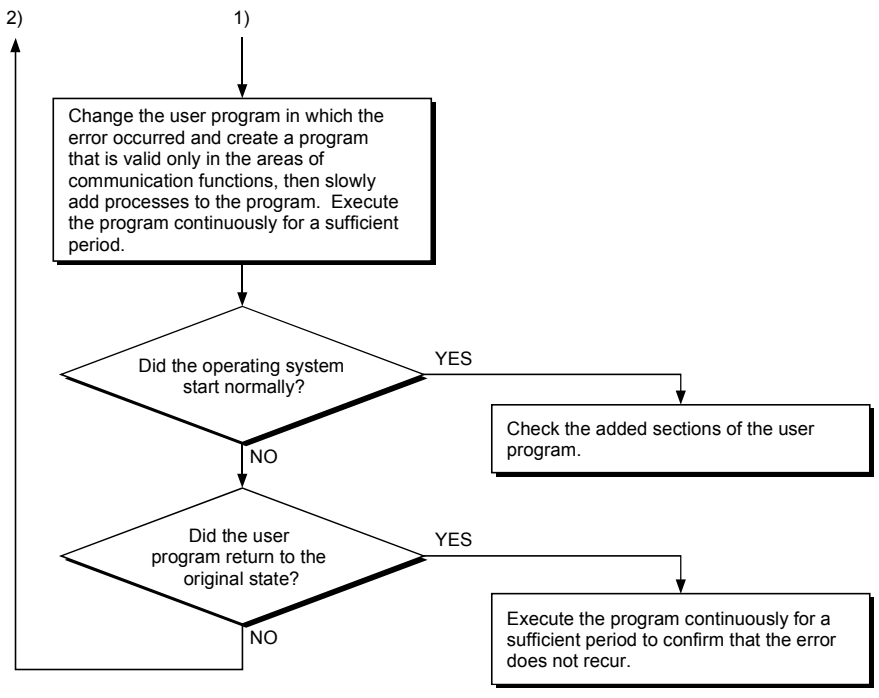 2)
1)
Change the user program in which the
error occurred and create a program
that is valid only in the areas of
communication functions, then slowly
add processes to the program.  Execute
the program continuously for a sufficient
period.
Did the operating system
start normally?
YES
Check the added sections of the user
program.
NO
Did the user
program return to the
original state?
YES
Execute the program continuously for a
sufficient period to confirm that the error
does not recur.
NO